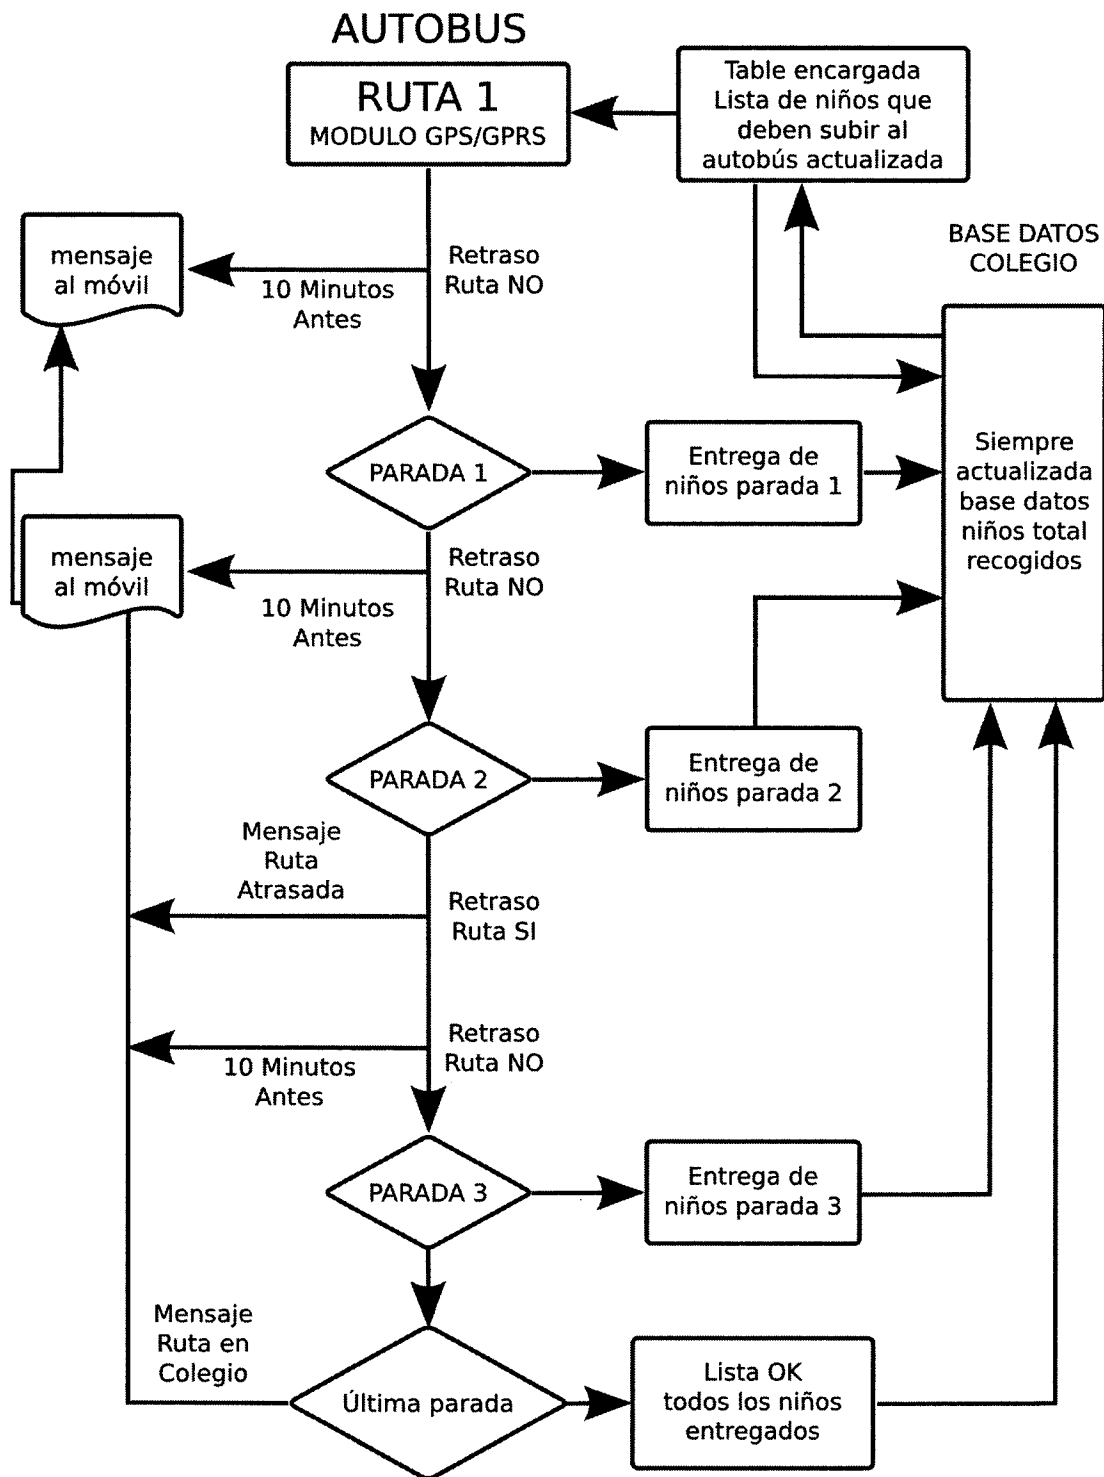 AUTOBUS
RUTA 1
MODULO GPS/GPRS
Table encargada
Lista de niños que
deben subir al
autobús actualizada
BASE DATOS
COLEGIO
mensaje
al móvil
Retraso
Ruta NO
10 Minutos
Antes
PARADA 1
Entrega de
niños parada 1
Siempre
actualizada
base datos
niños total
recogidos
mensaje
al móvil
Retraso
Ruta NO
10 Minutos
Antes
PARADA 2
Entrega de
niños parada 2
Mensaje
Ruta
Atrasada
Retraso
Ruta SI
Retraso
Ruta NO
10 Minutos
Antes
PARADA 3
Entrega de
niños parada 3
Mensaje
Ruta en
Colegio
Última parada
Lista OK
todos los niños
entregados